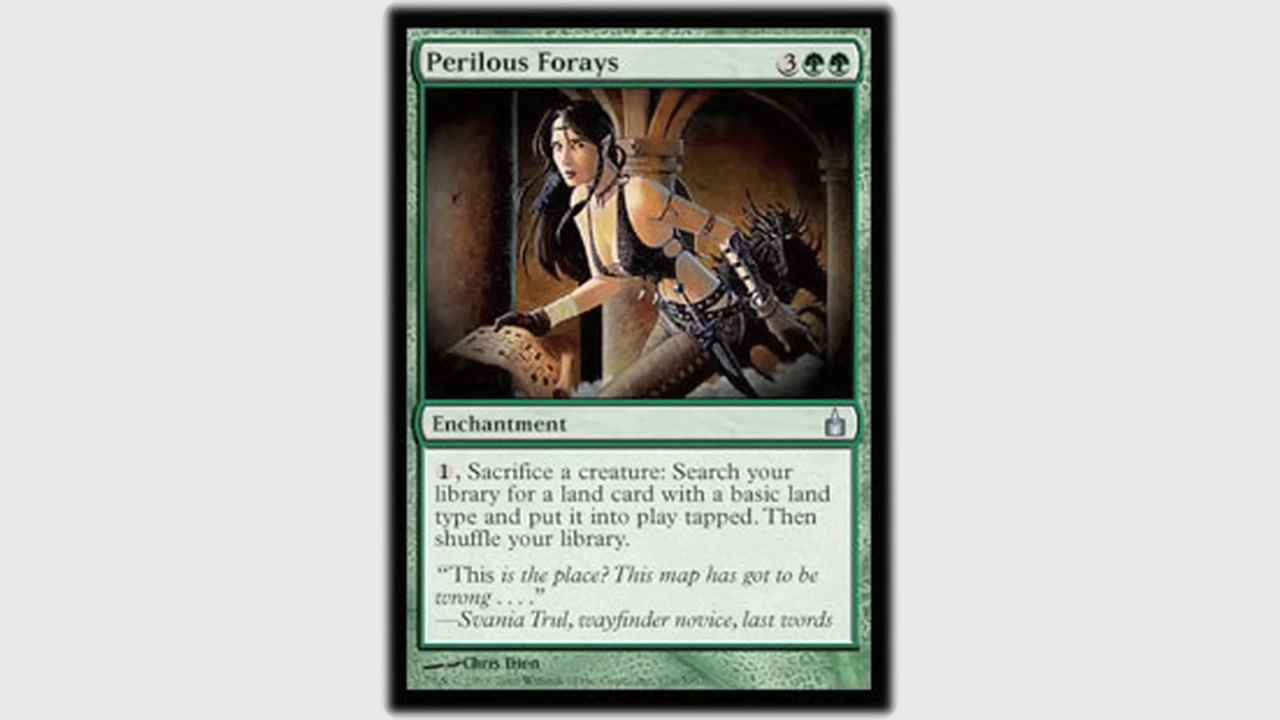 Perilous Forays 3
Enchantment
1, Sacrifice a creature: Search your
library for a land card with a basic land
type and put it into play tapped. Then
shuffle your library.
“This is the place? This map has got to be
wrong . . . .”
—Svania Trul, wayfinder novice, last words
Chris Dien